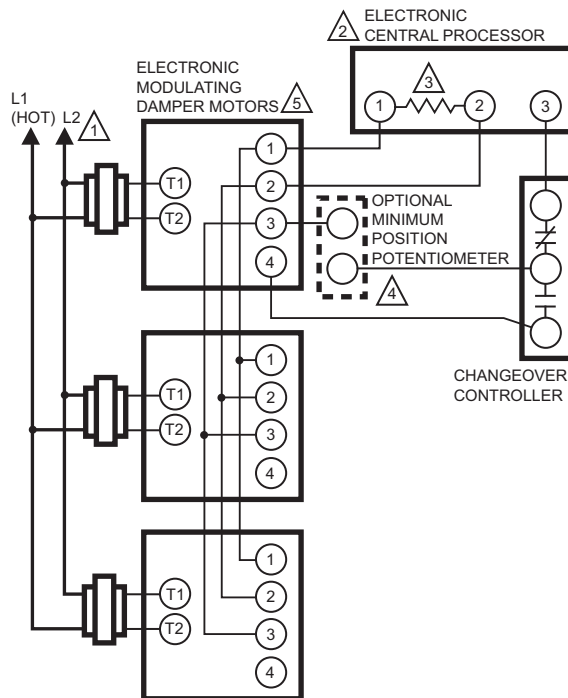 2
ELECTRONIC
CENTRAL PROCESSOR
3
1
2
3
ELECTRONIC
MODULATING
DAMPER MOTORS
5
L1
(HOT)
L2
1
T1
T2
1
2
3
4
OPTIONAL
MINIMUM
POSITION
POTENTIOMETER
4
CHANGEOVER
CONTROLLER
T1
T2
1
2
3
4
T1
T2
1
2
3
4